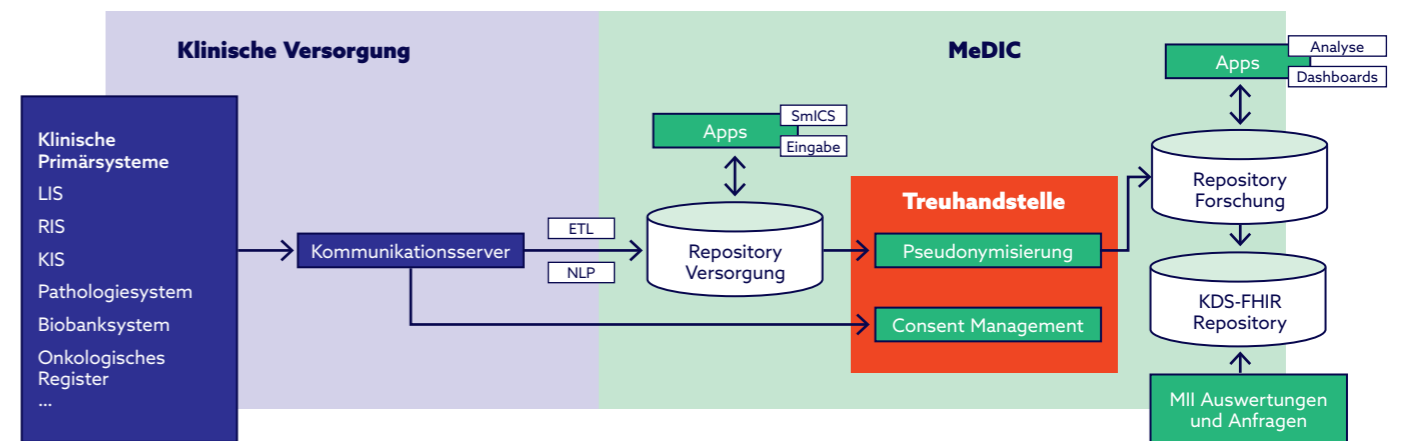 Klinische Versorgung
MeDIC
Klinische
Primärsysteme
LIS
RIS
KIS
Pathologiesystem
Biobanksystem
Onkologisches
Register
...
Kommunikationsserver
ETL
NLP
Apps
SmICS
Eingabe
Repository
Versorgung
Treuhandstelle
Pseudonymisierung
Consent Management
Apps
Analyse
Dashboards
Repository
Forschung
KDS-FHIR
Repository
MII Auswertungen
und Anfragen